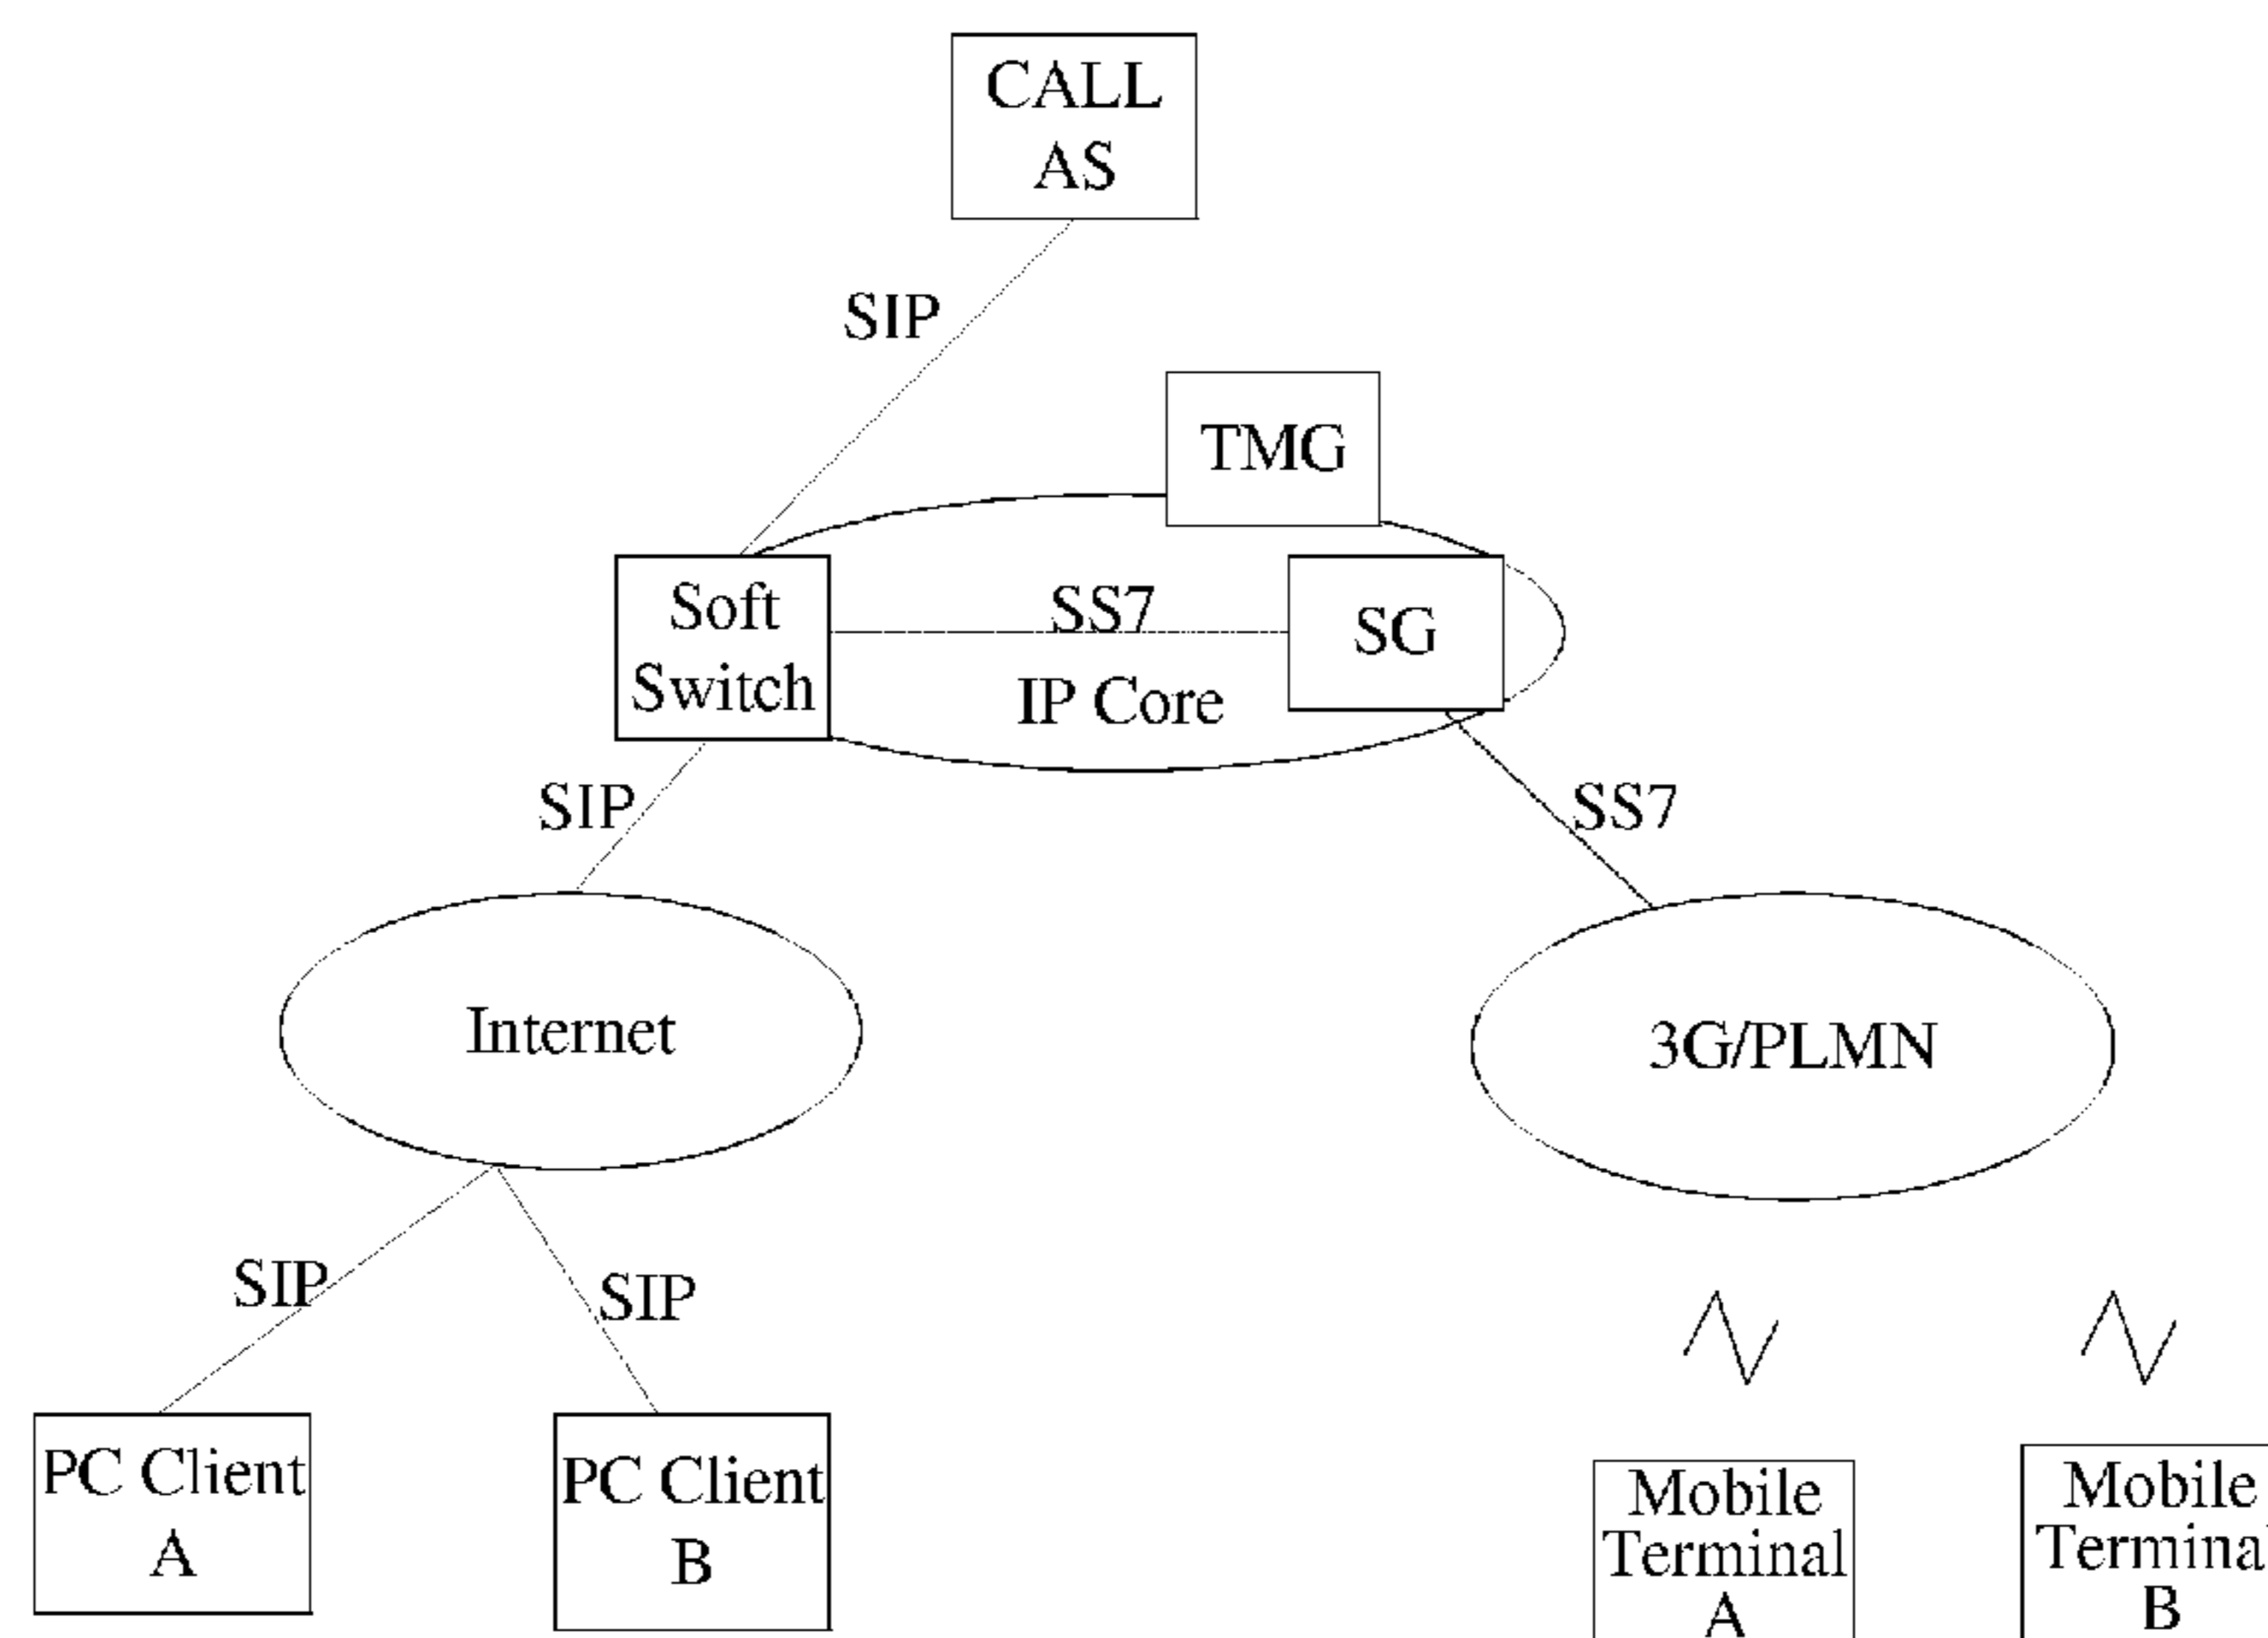 CALL
AS
SIP
TMG
Soft
Switch
SS7
SG
IP Core
SIP
SS7
Internet
3G/PLMN
SIP
SIP
PC Client
A
PC Client
B
Mobile
Terminal
A
Mobile
Terminal
B